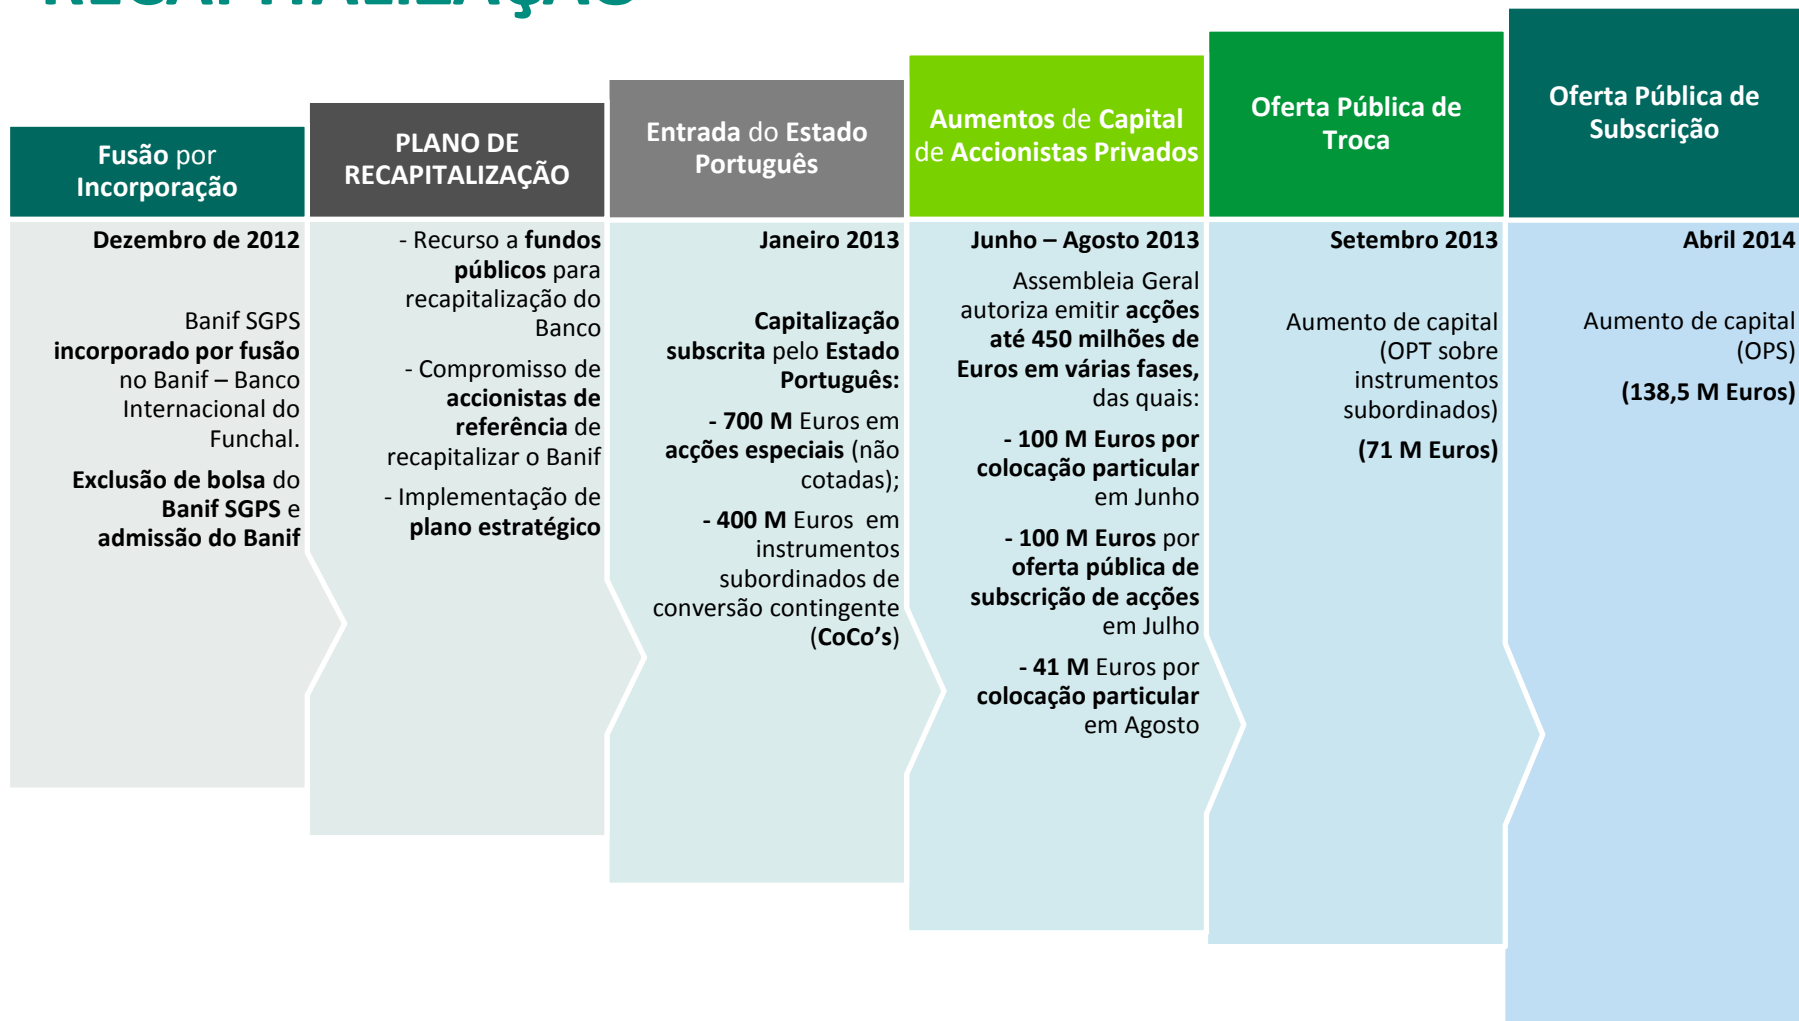 RECAPITALIZAÇÃO
Fusão por
Incorporação
Dezembro de 2012
Banif SGPS
incorporado por fusão
no Banif – Banco
Internacional do
Funchal.
Exclusão de bolsa do
Banif SGPS e
admissão do Banif
PLANO DE
RECAPITALIZAÇÃO
- Recurso a fundos
públicos para
recapitalização do
Banco
- Compromisso de
accionistas de
referência de
recapitalizar o Banif
- Implementação de
plano estratégico
Entrada do Estado
Português
Janeiro 2013
Capitalização
subscrita pelo Estado
Português:
- 700 M Euros em
acções especiais (não
cotadas);
- 400 M Euros em
instrumentos
subordinados de
conversão contingente
(CoCo’s)
Aumentos de Capital
de Accionistas Privados
Junho – Agosto 2013
Assembleia Geral
autoriza emitir acções
até 450 milhões de
Euros em várias fases,
das quais:
- 100 M Euros por
colocação particular
em Junho
- 100 M Euros por
oferta pública de
subscrição de acções
em Julho
- 41 M Euros por
colocação particular
em Agosto
Oferta Pública de
Troca
Setembro 2013
Aumento de capital
(OPT sobre
instrumentos
subordinados)
(71 M Euros)
Oferta Pública de
Subscrição
Abril 2014
Aumento de capital
(OPS)
(138,5 M Euros)